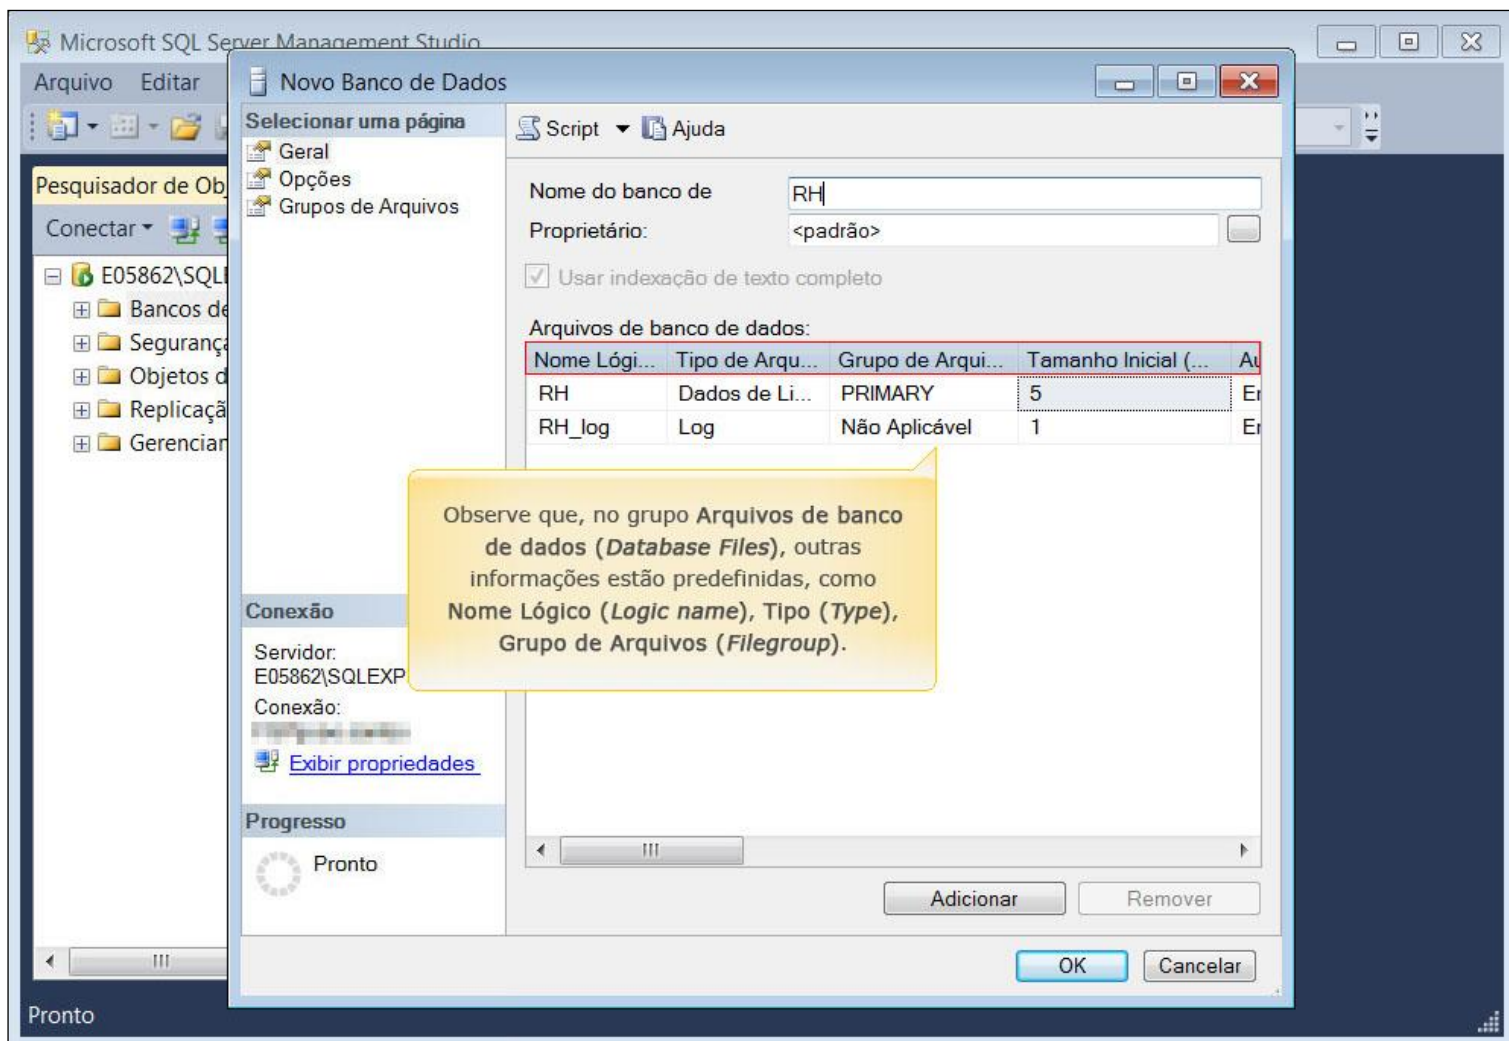 Microsoft SQL Server Management Studio
Arquivo Editar
Novo Banco de Dados
Selecionar uma página
Geral
Opções
Grupos de Arquivos
Script Ajuda
Pesquisador de Ob
Conectar
E05862\SQL
Bancos de
Segurança
Objetos d
Replicaçã
Gerencian
Nome do banco de RH
Proprietário: <padrão>
Usar indexação de texto completo
Arquivos de banco de dados:
Nome Lógi... Tipo de Arqu... Grupo de Arqui... Tamanho Inicial (... Au
RH Dados de Li... PRIMARY 5 En
RH_log Log Não Aplicável 1 En
Observe que, no grupo Arquivos de banco
de dados (Database Files), outras
informações estão predefinidas, como
Nome Lógico (Logic name), Tipo (Type),
Grupo de Arquivos (Filegroup).
Conexão
Servidor:
E05862\SQLEXP
Conexão:
Exibir propriedades
Progresso
Pronto
Adicionar Remover
OK Cancelar
Pronto